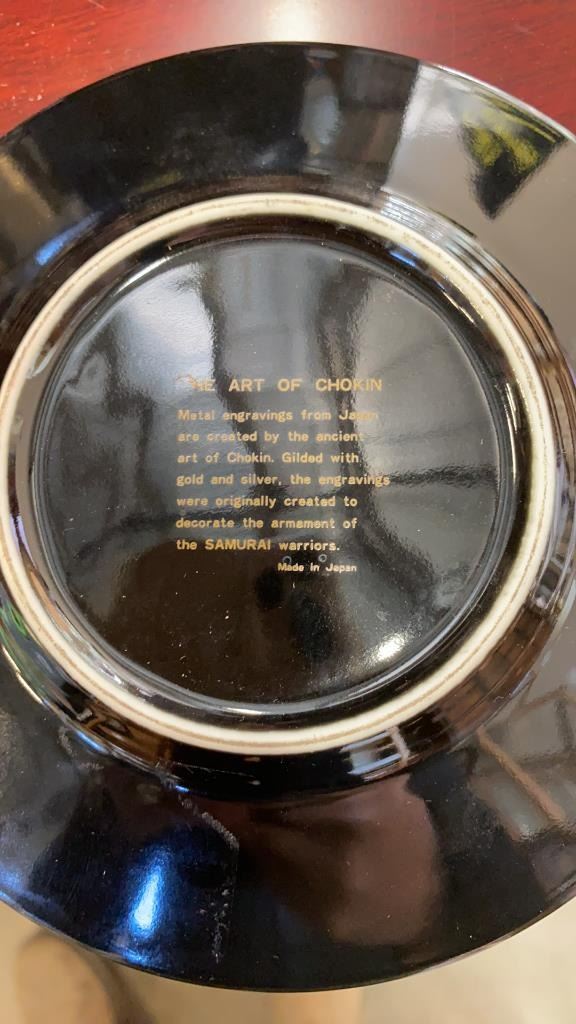 THE ART OF CHOKIN
Metal engravings from Japan
are created by the ancient
art of Chokin. Gilded with
gold and silver, the engravings
were originally created to
decorate the armament of
the SAMURAI warriors.
Made in Japan